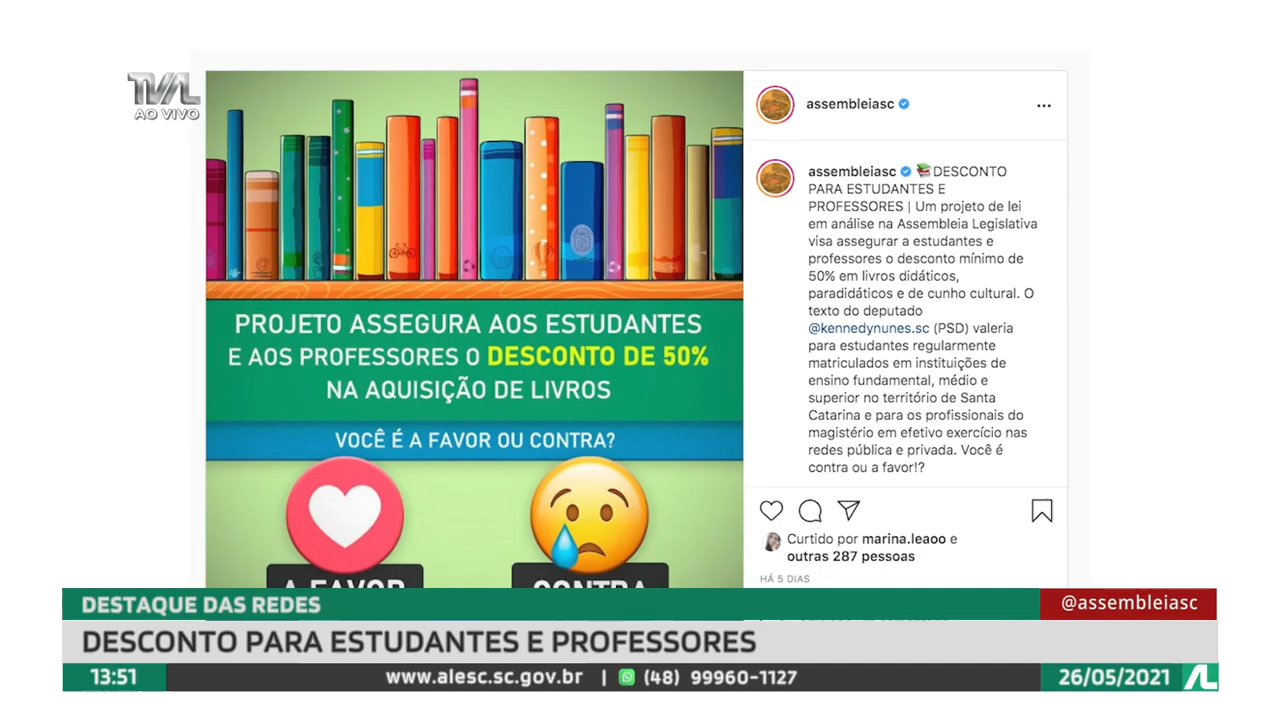 TVAL
AO VIVO
PROJETO ASSEGURA AOS ESTUDANTES
E AOS PROFESSORES O DESCONTO DE 50%
NA AQUISIÇÃO DE LIVROS
VOCÊ É A FAVOR OU CONTRA?
A FAVOR
CONTRA
assembleiasc
assembleiasc DESCONTO
PARA ESTUDANTES E
PROFESSORES | Um projeto de lei
em análise na Assembleia Legislativa
visa assegurar a estudantes e
professores o desconto mínimo de
50% em livros didáticos,
paradidáticos e de cunho cultural. O
texto do deputado
@kennedynunes.sc (PSD) valeria
para estudantes regularmente
matriculados em instituições de
ensino fundamental, médio e
superior no território de Santa
Catarina e para os profissionais do
magistério em efetivo exercício nas
redes pública e privada. Você é
contra ou a favor!?
Curtido por marina.leaoo e
outras 287 pessoas
HÁ 5 DIAS
DESTAQUE DAS REDES
@assembleiasc
DESCONTO PARA ESTUDANTES E PROFESSORES
13:51
www.alesc.sc.gov.br | (48) 99960-1127
26/05/2021
AL